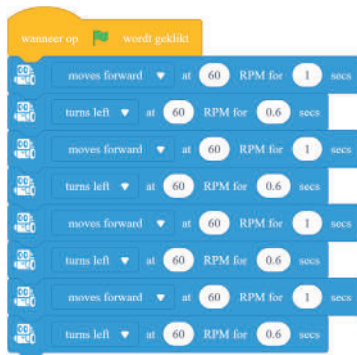 wanneer op wordt geklikt
moves forward at 60 RPM for 1 secs
turns left at 60 RPM for 0.6 secs
moves forward at 60 RPM for 1 secs
turns left at 60 RPM for 0.6 secs
moves forward at 60 RPM for 1 secs
turns left at 60 RPM for 0.6 secs
moves forward at 60 RPM for 1 secs
turns left at 60 RPM for 0.6 secs